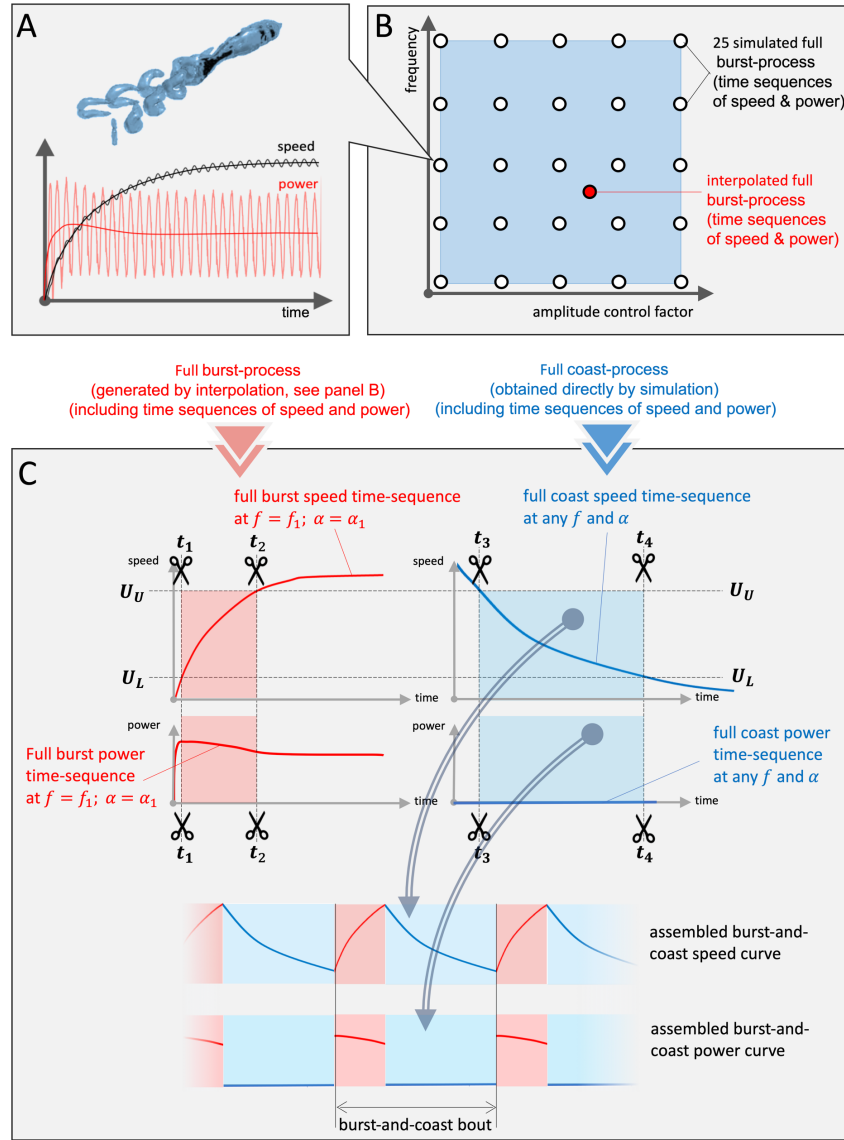 A
speed
power
time
B
frequency
amplitude control factor
25 simulated full
burst-process
(time sequences
of speed & power)
interpolated full
burst-process
(time sequences
of speed & power)
Full burst-process
(generated by interpolation, see panel B)
(including time sequences of speed and power)
Full coast-process
(obtained directly by simulation)
(including time sequences of speed and power)
C
full burst speed time-sequence
at f = f₁; α = α₁
full coast speed time-sequence
at any f and α
t₁
t₂
t₃
t₄
speed
speed
U_U
U_U
U_L
U_L
time
time
power
power
Full burst power
time-sequence
at f = f₁; α = α₁
full coast power
time-sequence
at any f and α
time
time
t₁
t₂
t₃
t₄
assembled burst-and-
coast speed curve
assembled burst-and-
coast power curve
burst-and-coast bout